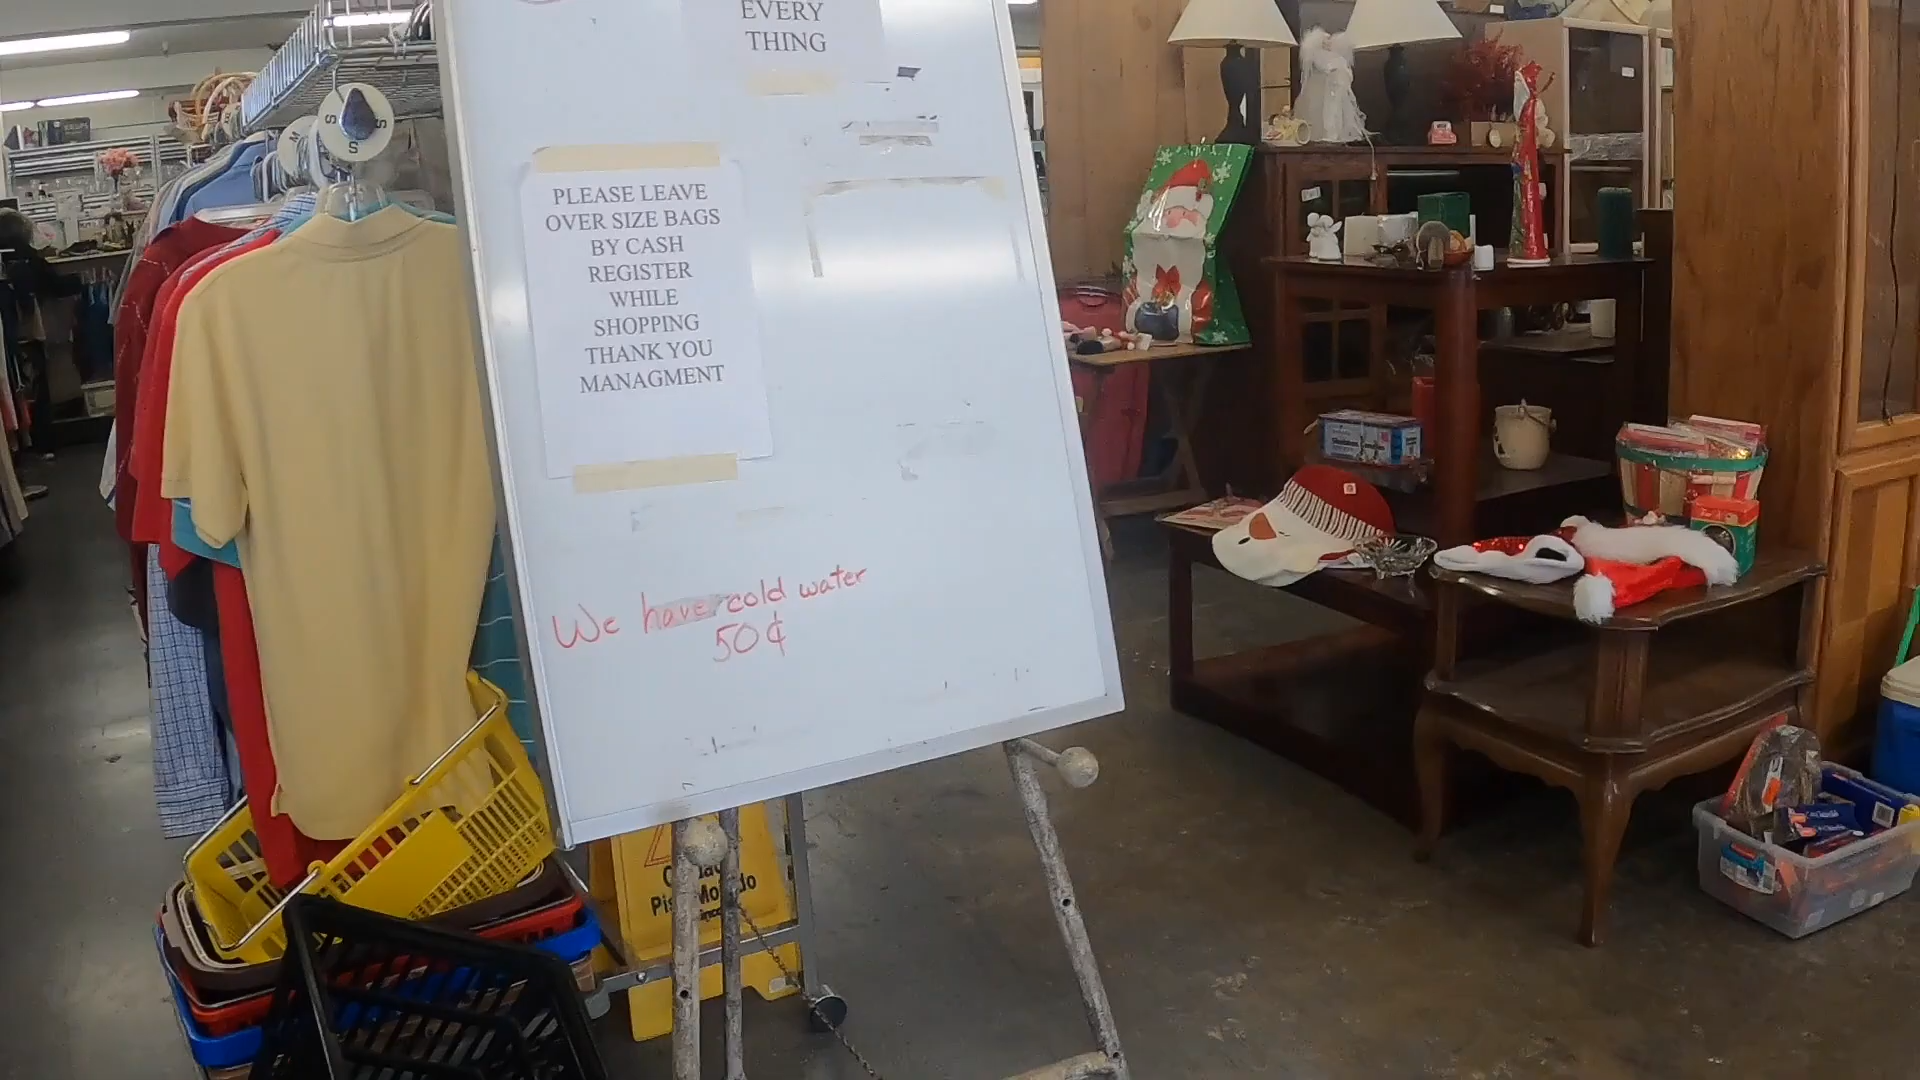 EVERY
THING
PLEASE LEAVE
OVER SIZE BAGS
BY CASH
REGISTER
WHILE
SHOPPING
THANK YOU
MANAGMENT
We have cold water
50¢
S
S
S
M